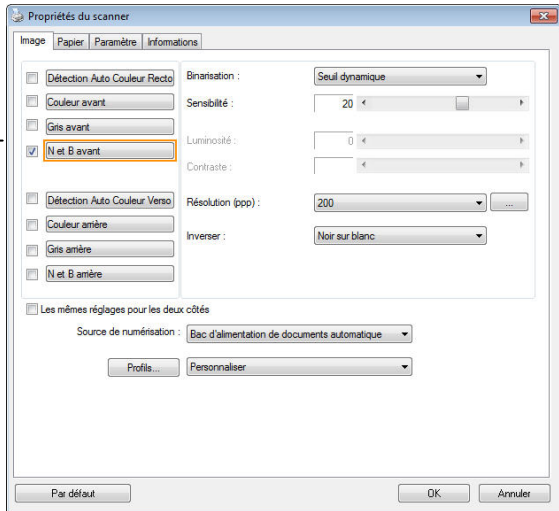 Propriétés du scanner
Image Papier Paramètre Informations
Détection Auto Couleur Recto Binarisation : Seuil dynamique
Couleur avant Sensibilité : 20
Gris avant
N et B avant Luminosité : 0
Contraste :
Détection Auto Couleur Verso Résolution (ppp) : 200 ...
Couleur arrière Inverser : Noir sur blanc
Gris arrière
N et B arrière
Les mêmes réglages pour les deux côtés
Source de numérisation : Bac d'alimentation de documents automatique
Profils... Personnaliser
Par défaut OK Annuler